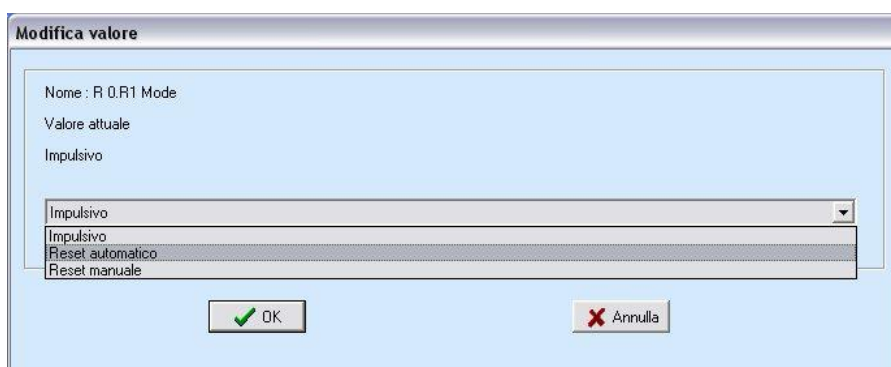 Modifica valore
Nome : R 0.R1 Mode
Valore attuale
Impulsivo
Impulsivo
Impulsivo
Reset automatico
Reset manuale
OK
Annulla